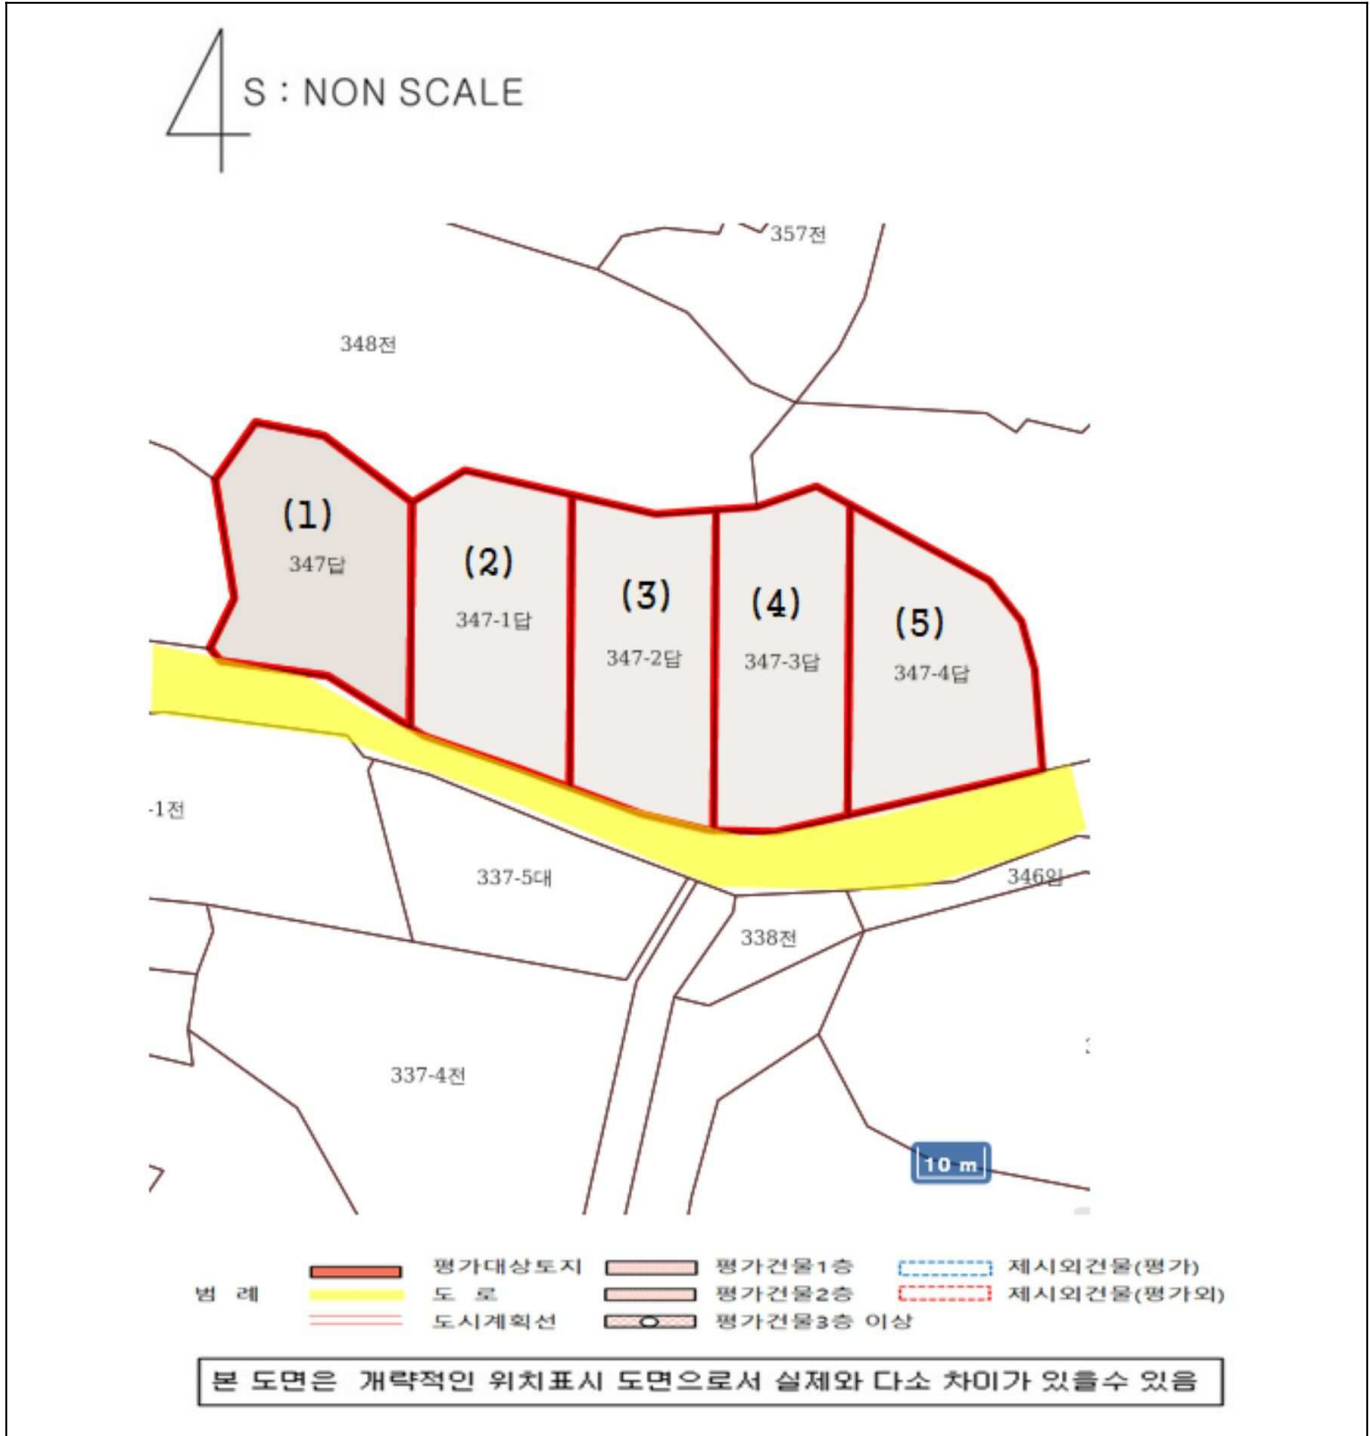 S : NON SCALE
357전
348전
(1)
347답
(2)
347-1답
(3)
347-2답
(4)
347-3답
(5)
347-4답
-1전
337-5대
346임
338전
337-4전
10 m
범 례
평가대상토지
도 로
도시계획선
평가건물1층
평가건물2층
평가건물3층 이상
제시외건물(평가)
제시외건물(평가외)
본 도면은 개략적인 위치표시 도면으로서 실제와 다소 차이가 있을수 있음